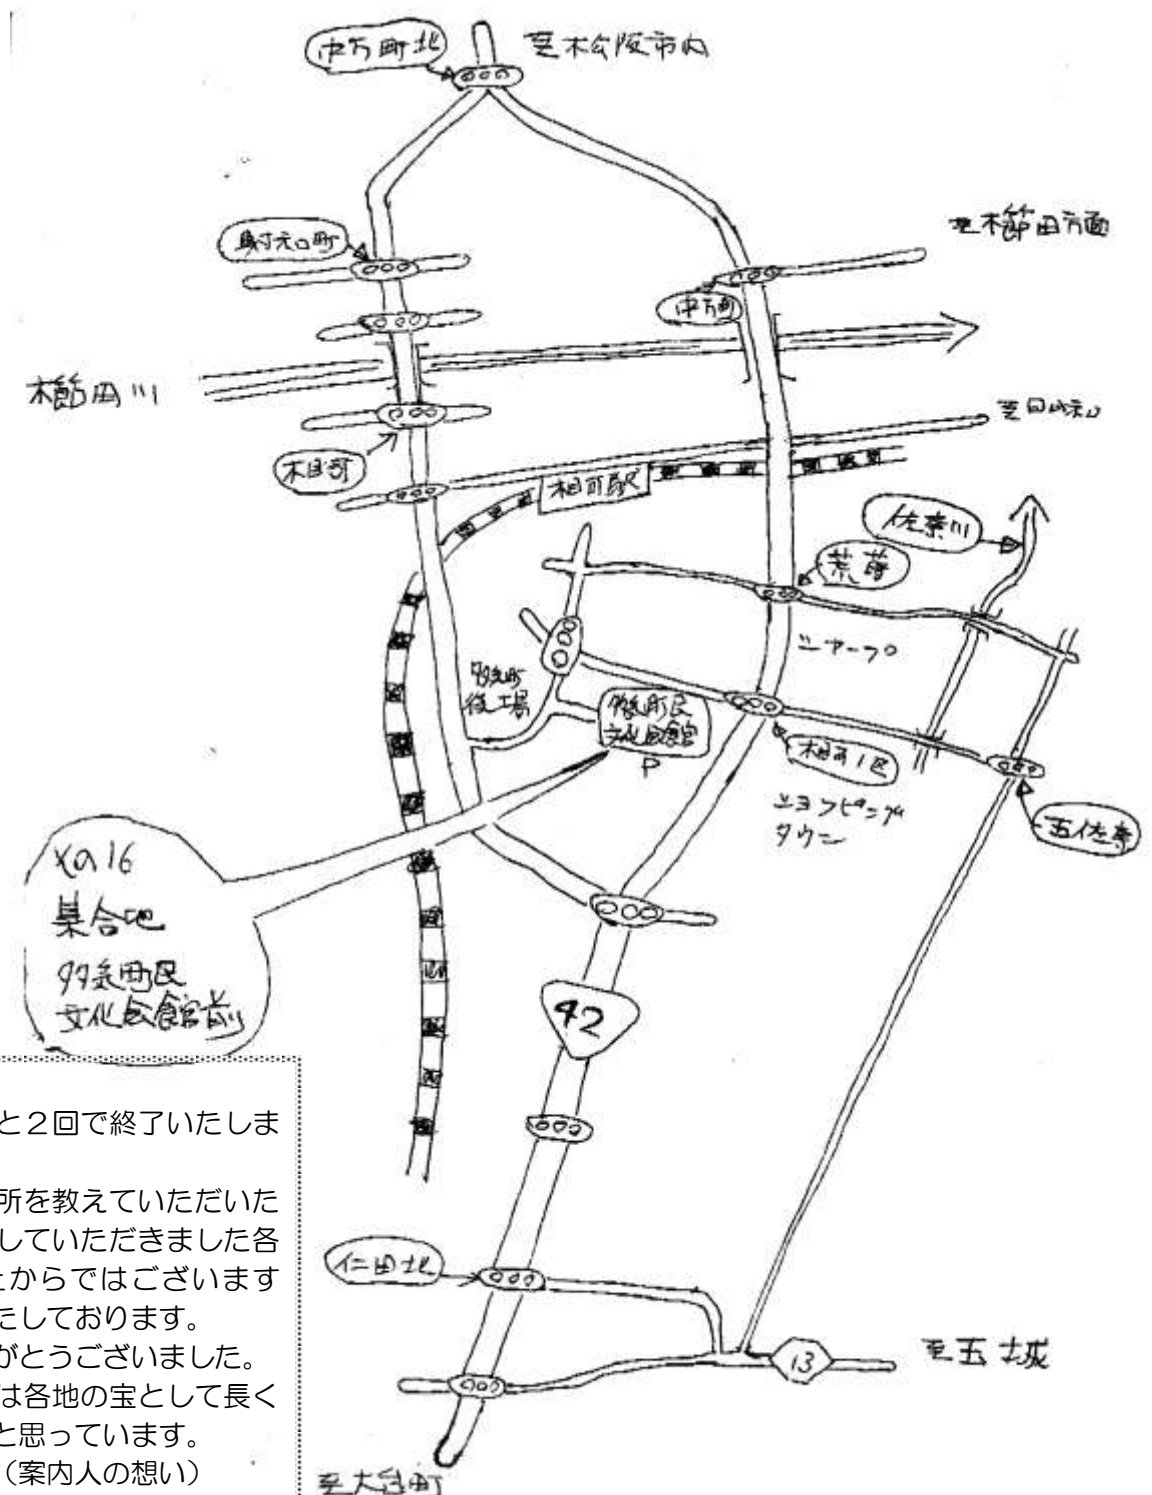 中万町北
至松阪市内
射和町
至櫛田方面
中万町
櫛田川
相可
相可駅
佐奈川
荒蒔
シャープ
多気町
役場
多気町民
文化会館
P
相可1区
ショッピング
タウン
五佐奈
その16
集合地
多気町民
文化会館前
42
仁田北
13
至玉城
至大台町
と２回で終了いたしま
所を教えていただいた
していただきました各
からではございます
たしております。
がとうございました。
は各地の宝として長く
と思っています。
（案内人の想い）